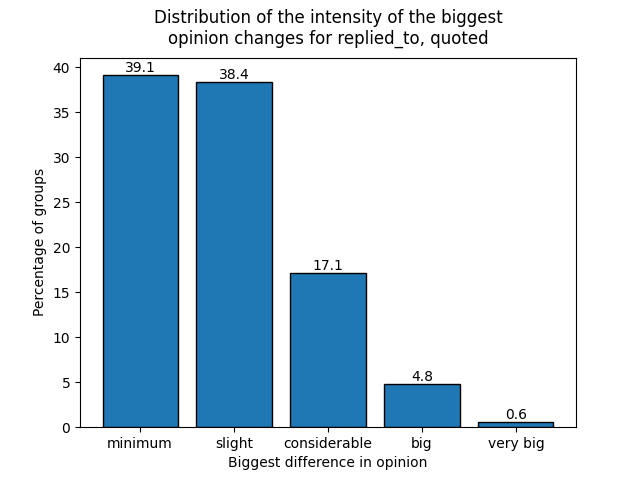 Distribution of the intensity of the biggest
opinion changes for replied_to, quoted
Percentage of groups
40
35
30
25
20
15
10
5
0
39.1
38.4
17.1
4.8
0.6
minimum
slight
considerable
big
very big
Biggest difference in opinion